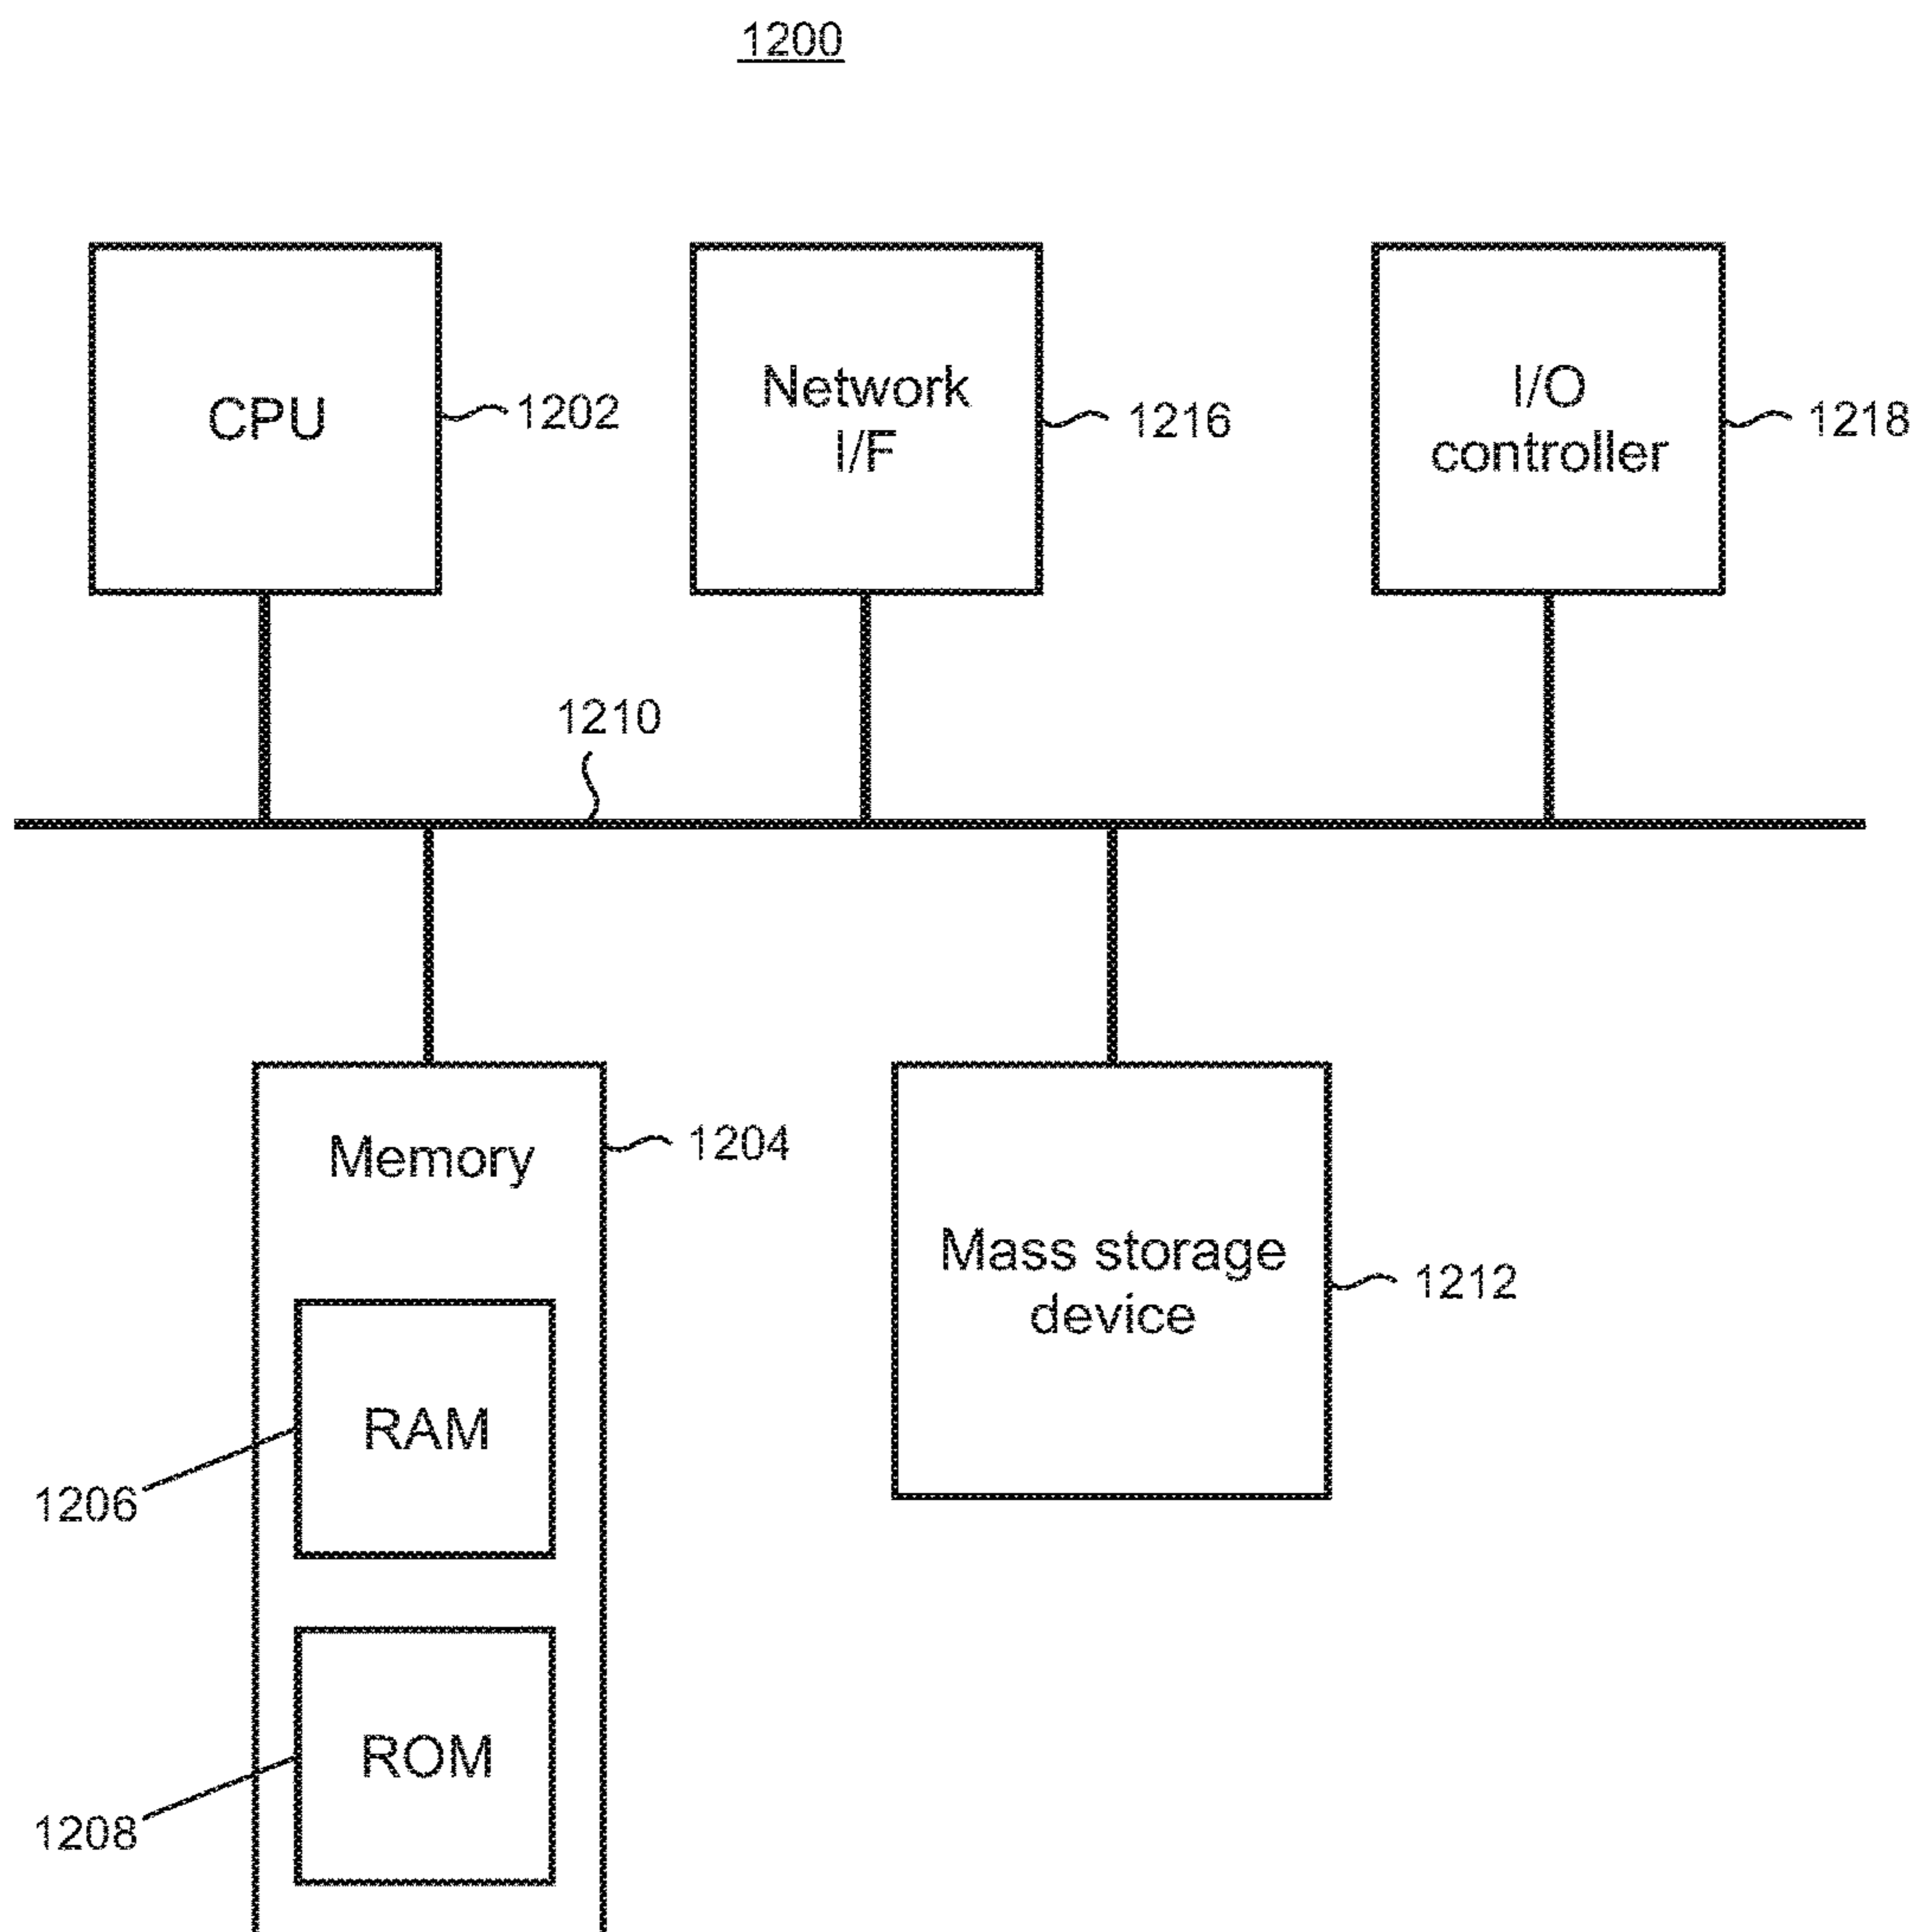 1200
CPU
1202
Network
I/F
1216
I/O
controller
1218
1210
Memory
1204
Mass storage
device
1212
RAM
1206
ROM
1208